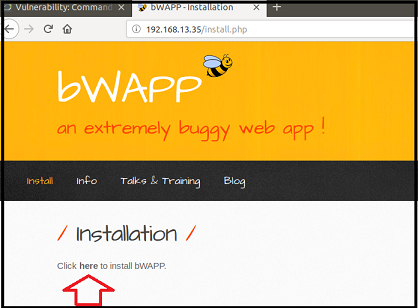 Vulnerability: Command
bWAPP - Installation
192.168.13.35/install.php
bWAPP
an extremely buggy web app !
Install
Info
Talks & Training
Blog
/ Installation /
Click here to install bWAPP.